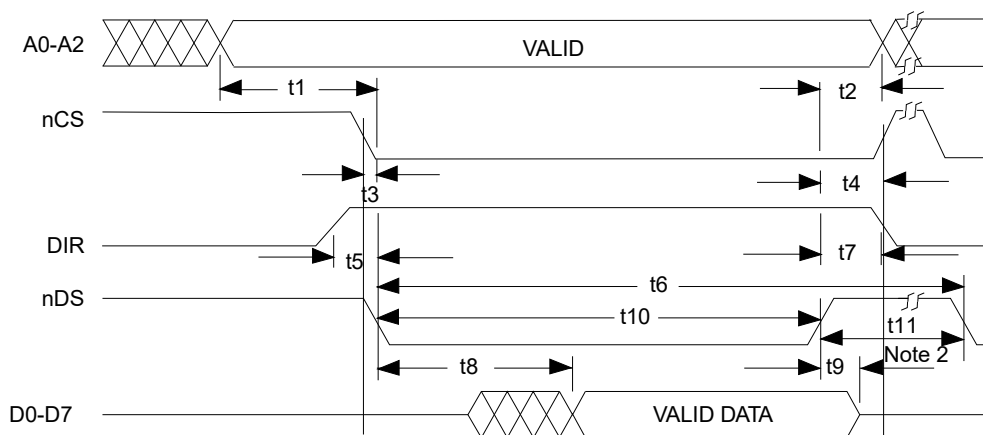 A0-A2
VALID
t1
t2
nCS
t3
t4
DIR
t5
t7
nDS
t6
t10
t11
t8
t9
Note 2
D0-D7
VALID DATA